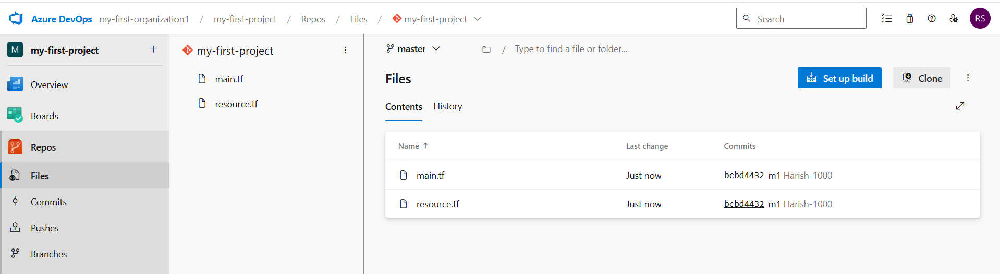 Azure DevOps my-first-organization1 / my-first-project / Repos / Files / my-first-project
Search
RS
M my-first-project +
Overview
Boards
Repos
Files
Commits
Pushes
Branches
my-first-project
main.tf
resource.tf
master / Type to find a file or folder...
Files
Set up build
Clone
Contents History
Name ↑ Last change Commits
main.tf Just now bcbd4432 m1 Harish-1000
resource.tf Just now bcbd4432 m1 Harish-1000